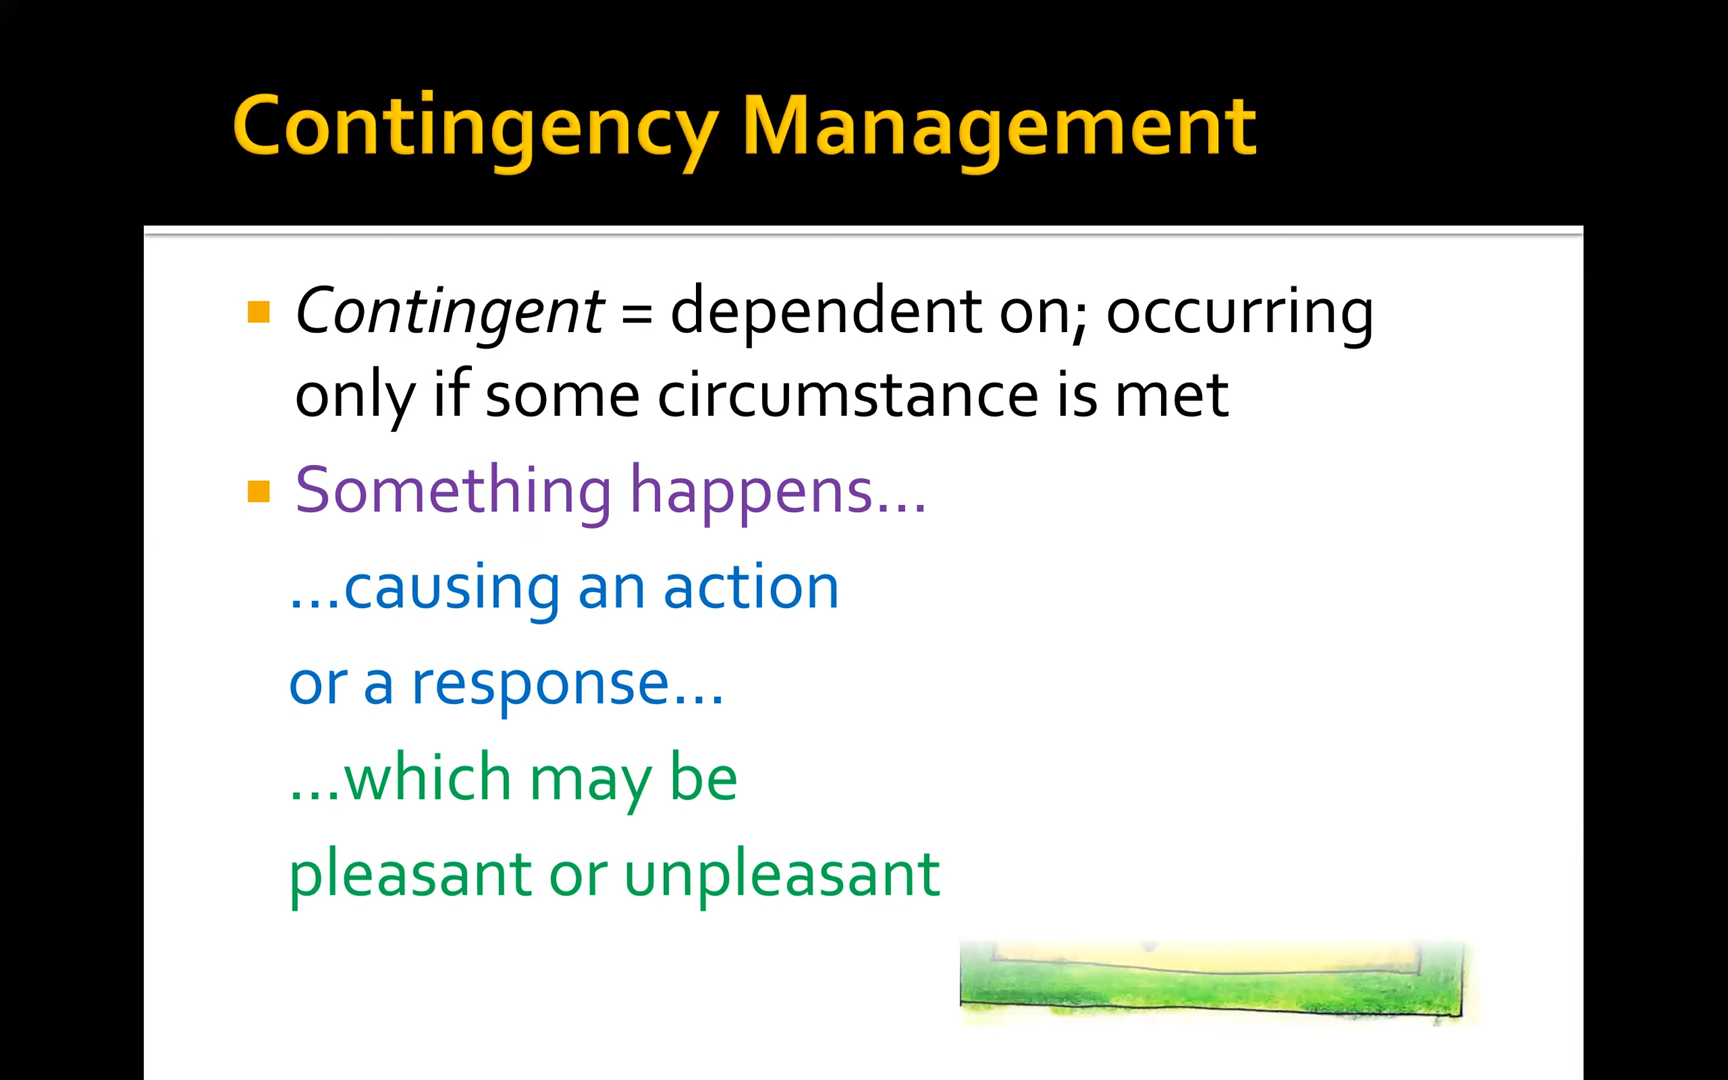 Contingency Management
Contingent = dependent on; occurring
only if some circumstance is met
Something happens...
...causing an action
or a response...
...which may be
pleasant or unpleasant